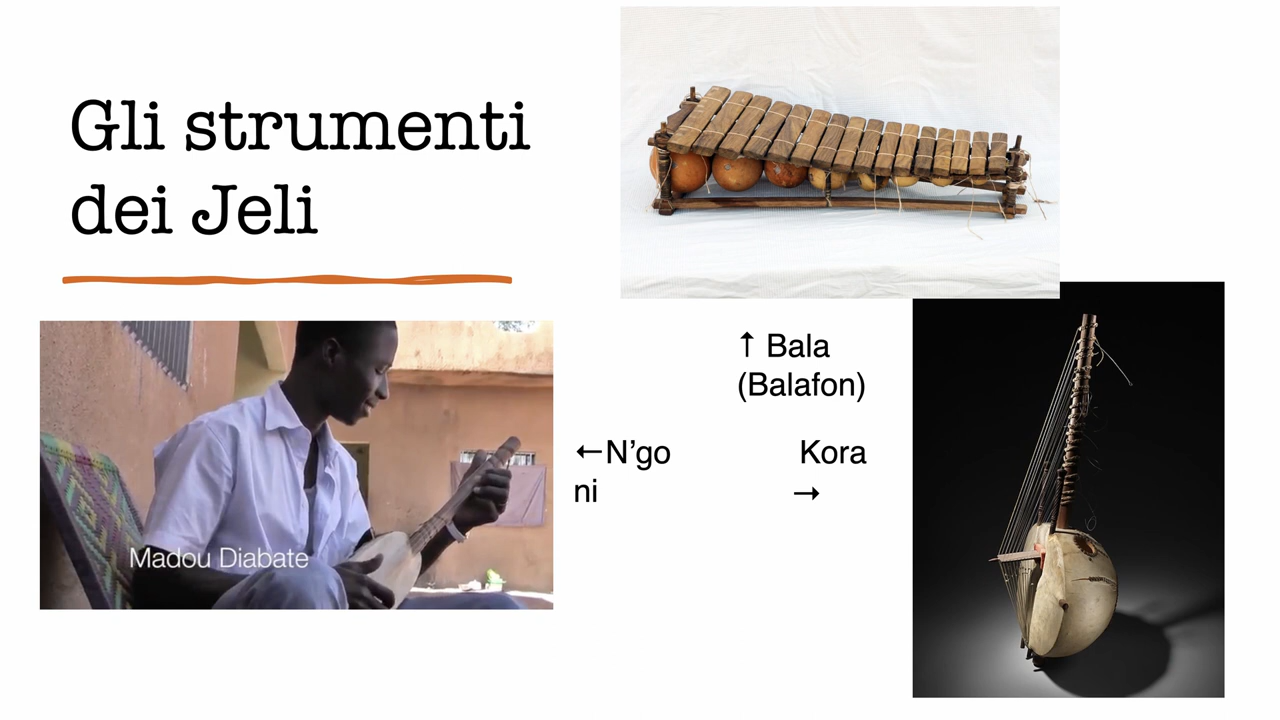 Gli strumenti
dei Jeli
↑ Bala
(Balafon)
←N’go
ni
Kora
→
Madou Diabate